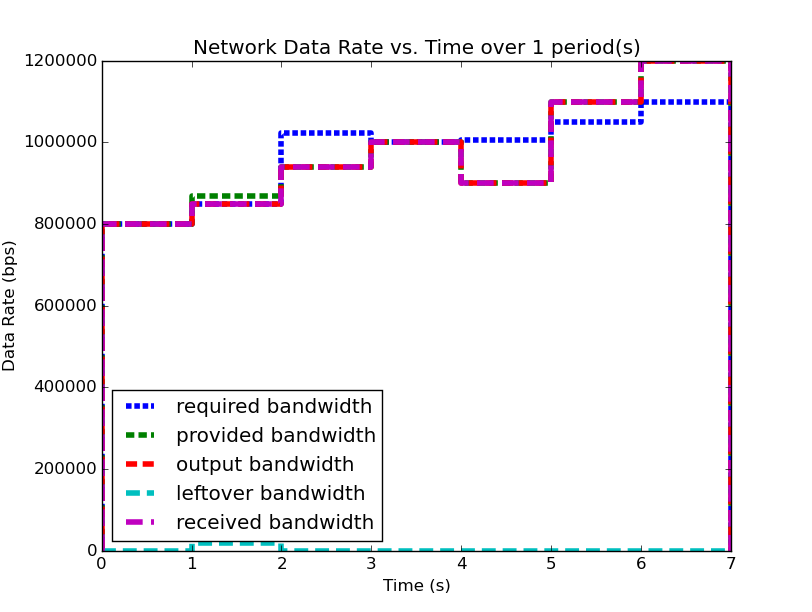 Network Data Rate vs. Time over 1 period(s)
1200000
1000000
800000
600000
400000
200000
0
Data Rate (bps)
required bandwidth
provided bandwidth
output bandwidth
leftover bandwidth
received bandwidth
0 1 2 3 4 5 6 7
Time (s)